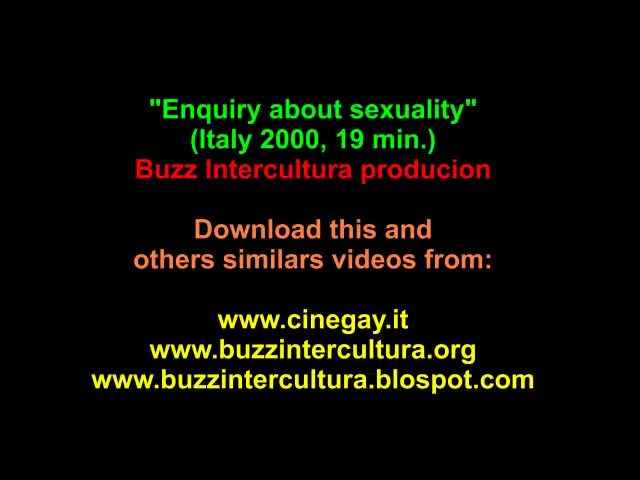 "Enquiry about sexuality"
(Italy 2000, 19 min.)
Buzz Intercultura producion
Download this and
others similars videos from:
www.cinegay.it
www.buzzintercultura.org
www.buzzintercultura.blospot.com